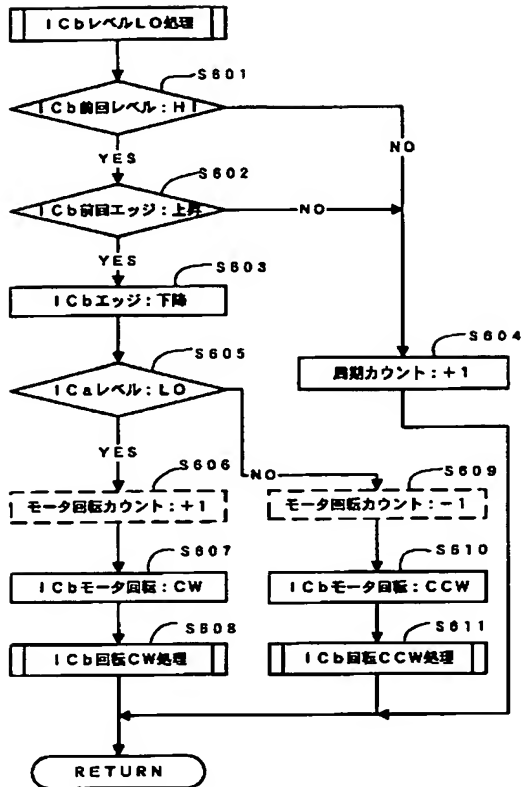 ICbレベルLO処理
S601
ICb前回レベル:HI
NO
YES
S602
ICb前回エッジ:上昇
NO
YES
S603
ICbエッジ:下降
S604
周期カウント:+1
S605
ICaレベル:LO
YES
NO
S606
モータ回転カウント:+1
S609
モータ回転カウント:-1
S607
ICbモータ回転:CW
S610
ICbモータ回転:CCW
S608
ICb回転CW処理
S611
ICb回転CCW処理
RETURN